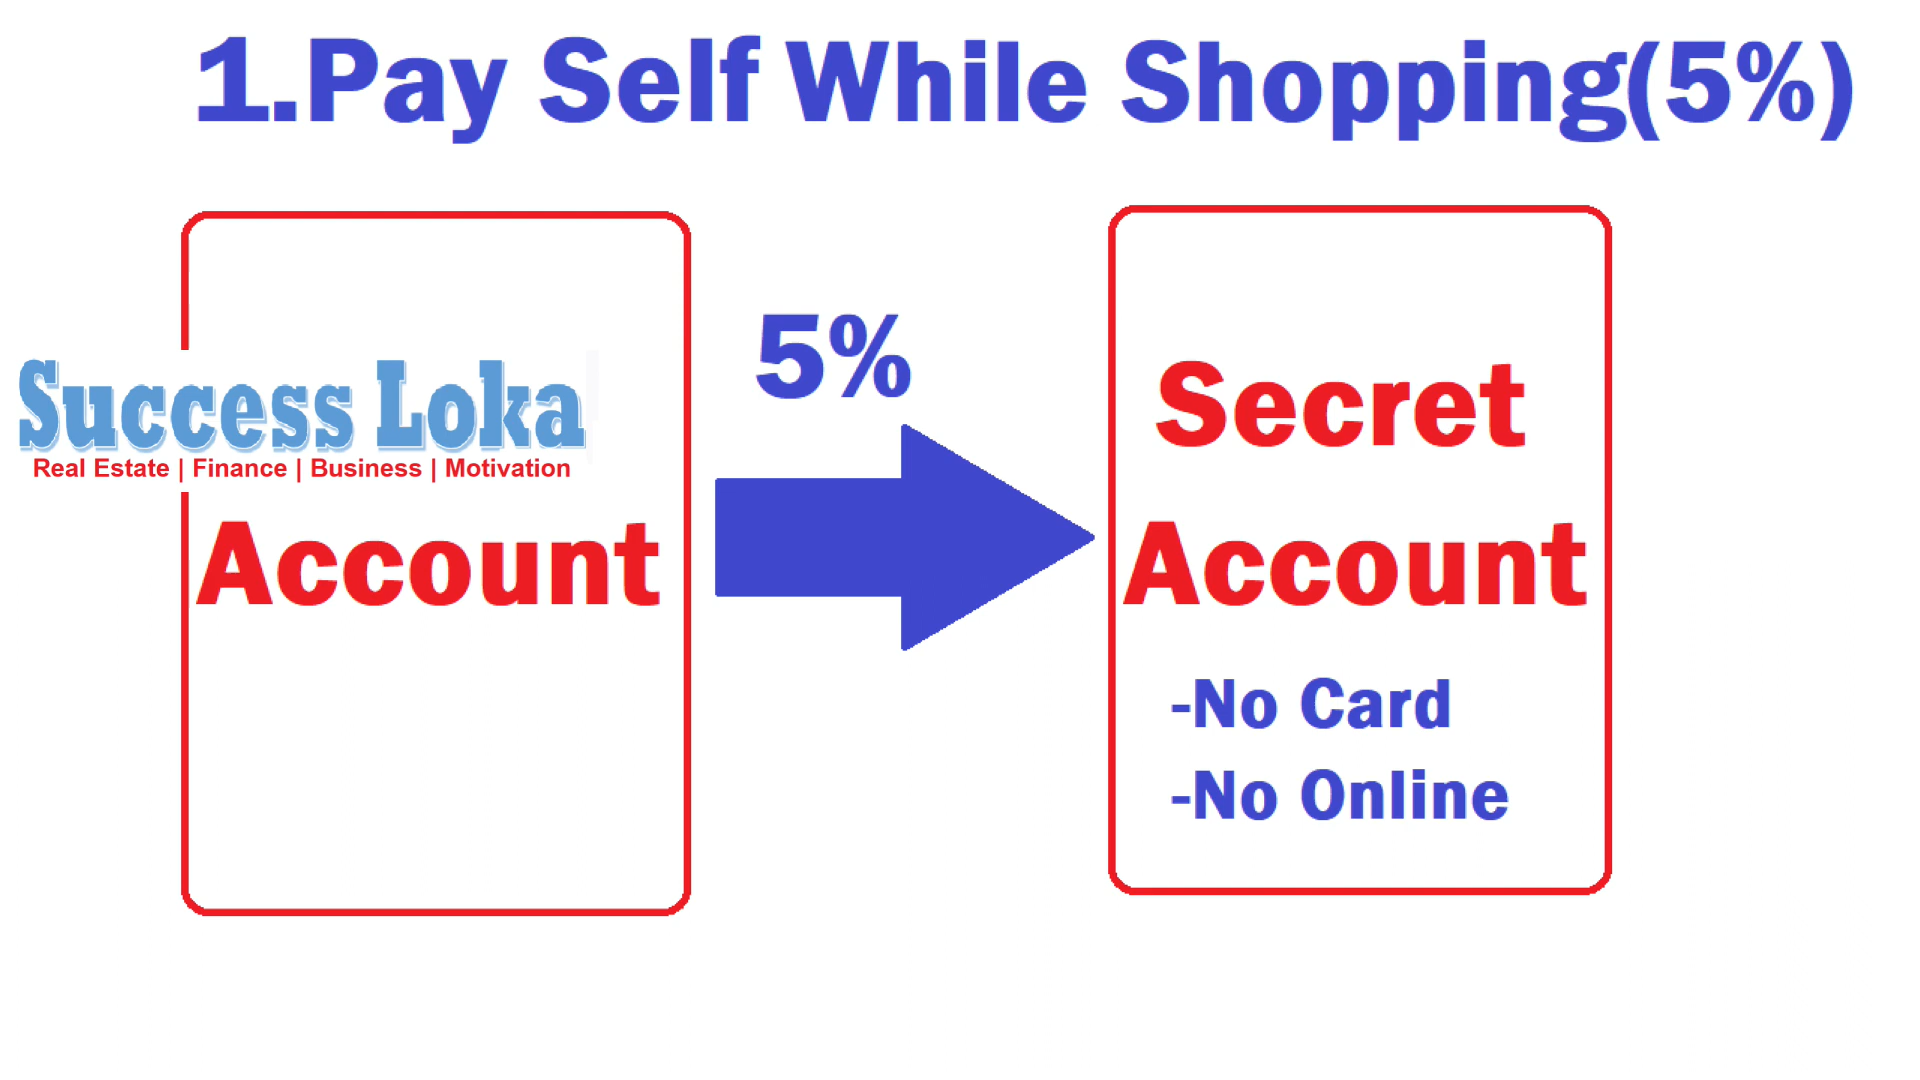 1.Pay Self While Shopping(5%)
5%
Success Loka
Real Estate | Finance | Business | Motivation
Account
Secret
Account
-No Card
-No Online